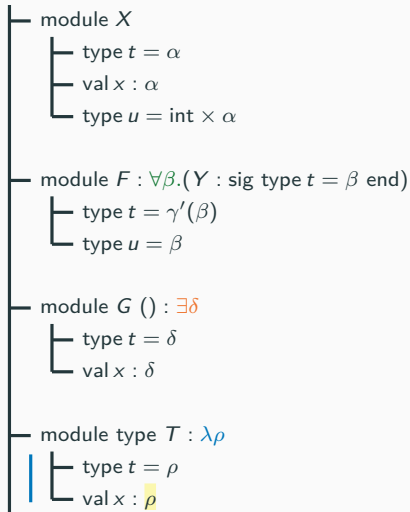 module X
type t = α
val x : α
type u = int × α
module F : ∀β.(Y : sig type t = β end)
type t = γ′(β)
type u = β
module G () : ∃δ
type t = δ
val x : δ
module type T : λρ
type t = ρ
val x : ρ